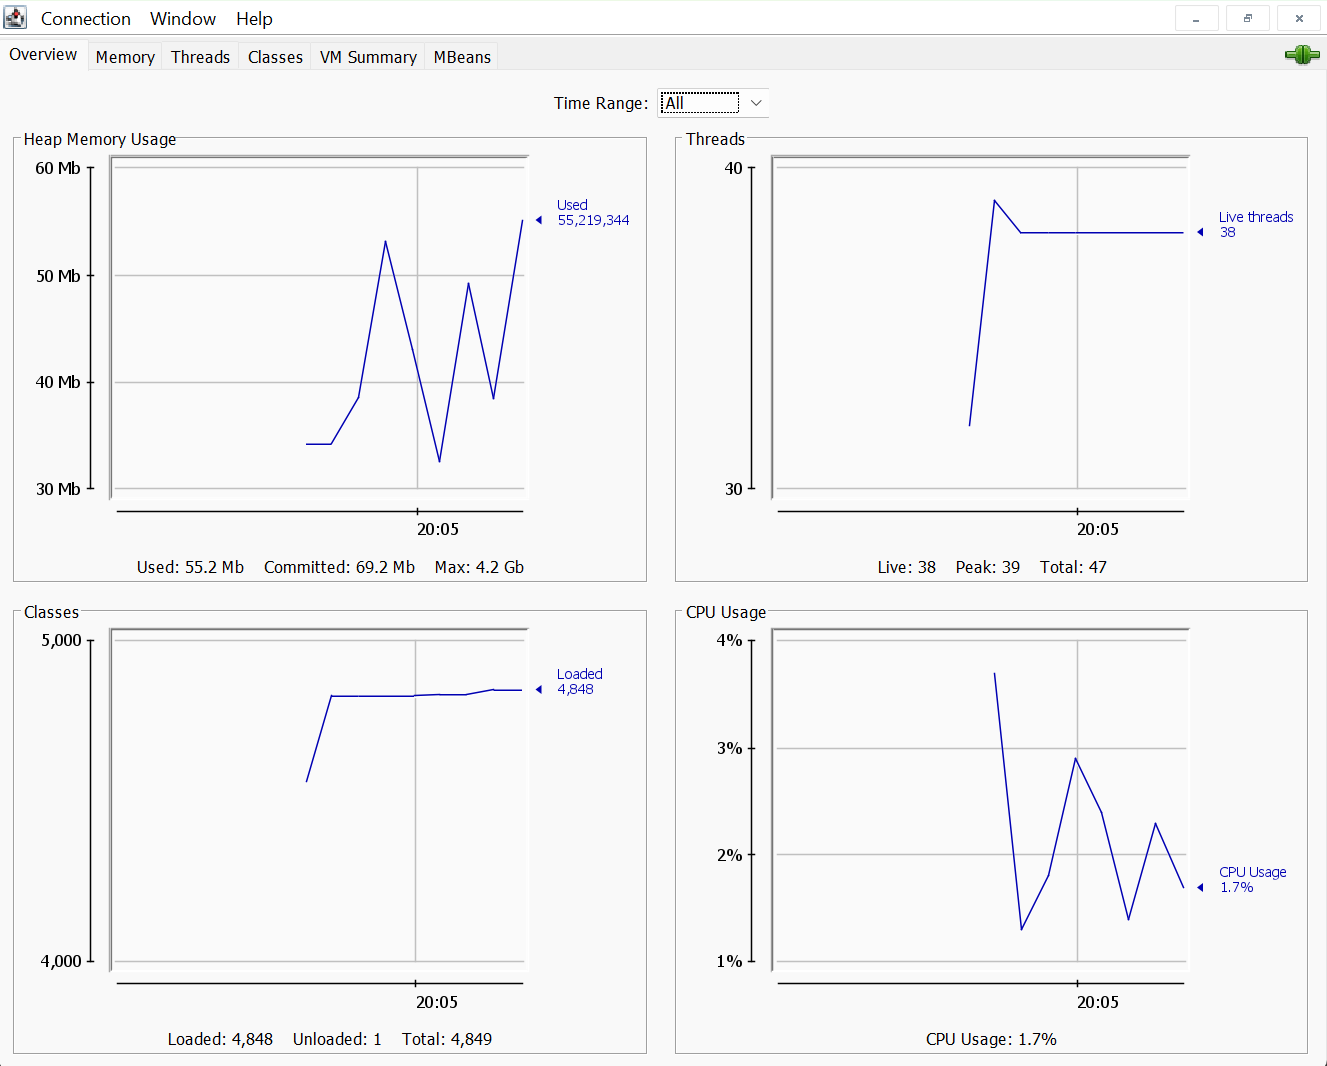 Connection Window Help
Overview Memory Threads Classes VM Summary MBeans
Time Range: All
Heap Memory Usage
60 Mb
50 Mb
40 Mb
30 Mb
Used
55,219,344
20:05
Used: 55.2 Mb Committed: 69.2 Mb Max: 4.2 Gb
Threads
40
30
Live threads
38
20:05
Live: 38 Peak: 39 Total: 47
Classes
5,000
4,000
Loaded
4,848
20:05
Loaded: 4,848 Unloaded: 1 Total: 4,849
CPU Usage
4%
3%
2%
1%
CPU Usage
1.7%
20:05
CPU Usage: 1.7%